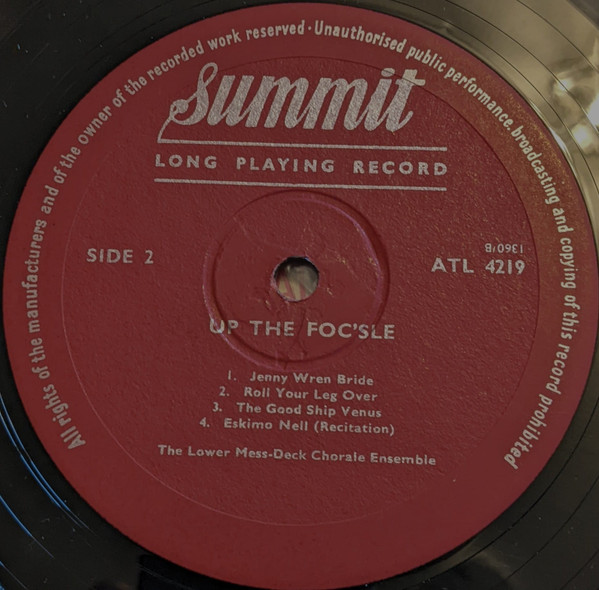 All rights of the manufacturers and of the owner of the recorded work reserved · Unauthorised public performance, broadcasting and copying of this record prohibited
Summit
LONG PLAYING RECORD
SIDE 2
1360/B
ATL 4219
UP THE FOC'SLE
1. Jenny Wren Bride
2. Roll Your Leg Over
3. The Good Ship Venus
4. Eskimo Nell (Recitation)
The Lower Mess-Deck Chorale Ensemble